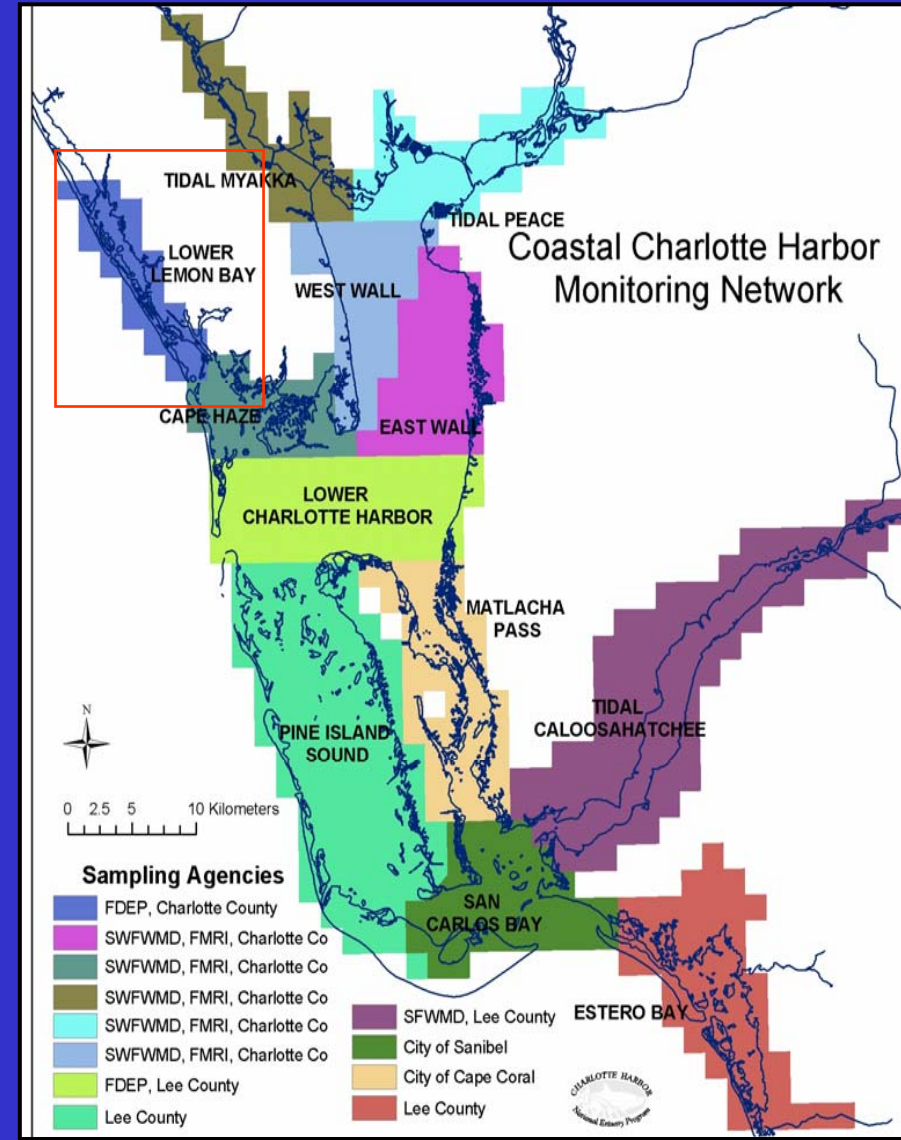 TIDAL MYAKKA
TIDAL PEACE
Coastal Charlotte Harbor
Monitoring Network
LOWER
LEMON BAY
WEST WALL
CAPE HAZE
EAST WALL
LOWER
CHARLOTTE HARBOR
MATLACHA
PASS
TIDAL
CALOOSAHATCHEE
PINE ISLAND
SOUND
N
0 2.5 5 10 Kilometers
SAN
CARLOS BAY
ESTERO BAY
Sampling Agencies
FDEP, Charlotte County
SWFWMD, FMRI, Charlotte Co
SWFWMD, FMRI, Charlotte Co
SWFWMD, FMRI, Charlotte Co
SWFWMD, FMRI, Charlotte Co
SWFWMD, FMRI, Charlotte Co
FDEP, Lee County
Lee County
SFWMD, Lee County
City of Sanibel
City of Cape Coral
Lee County
CHARLOTTE HARBOR
National Estuary Program